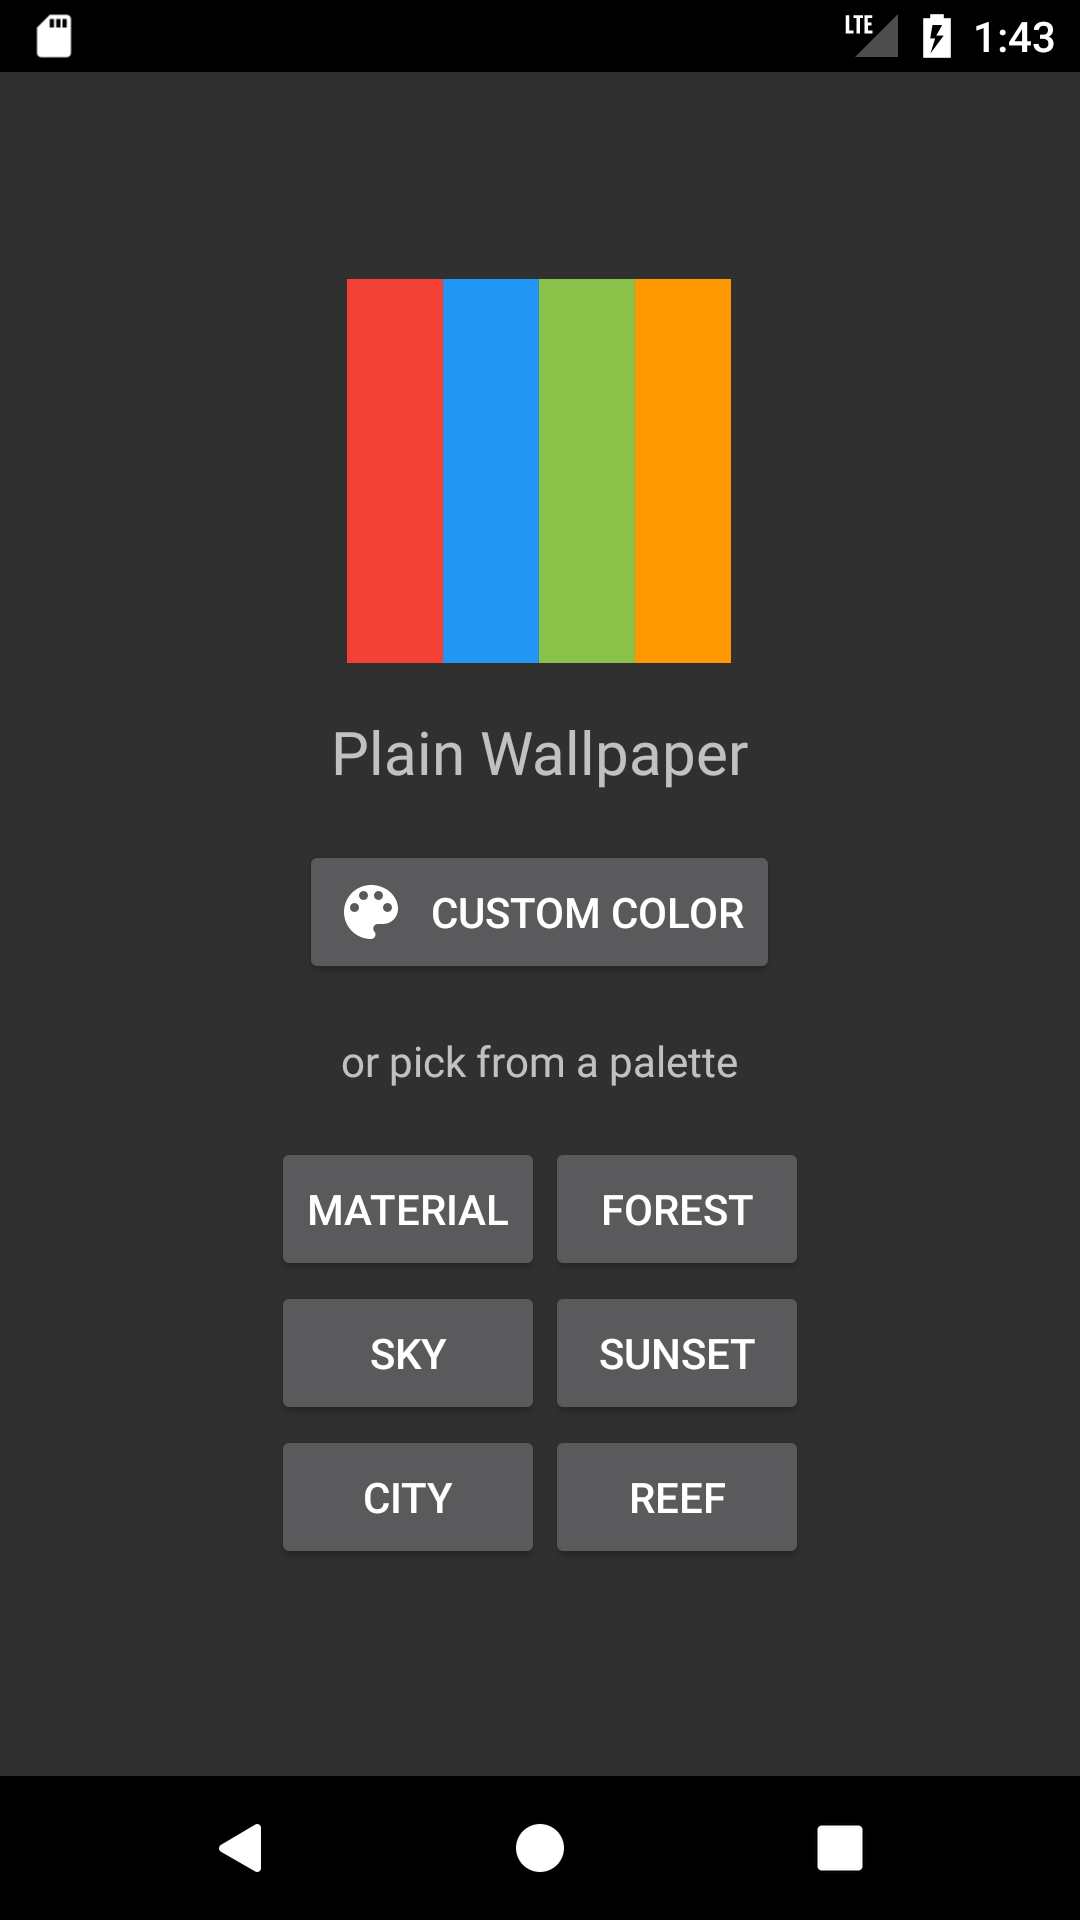 LTE 1:43
Plain Wallpaper
CUSTOM COLOR
or pick from a palette
MATERIAL FOREST
SKY SUNSET
CITY REEF